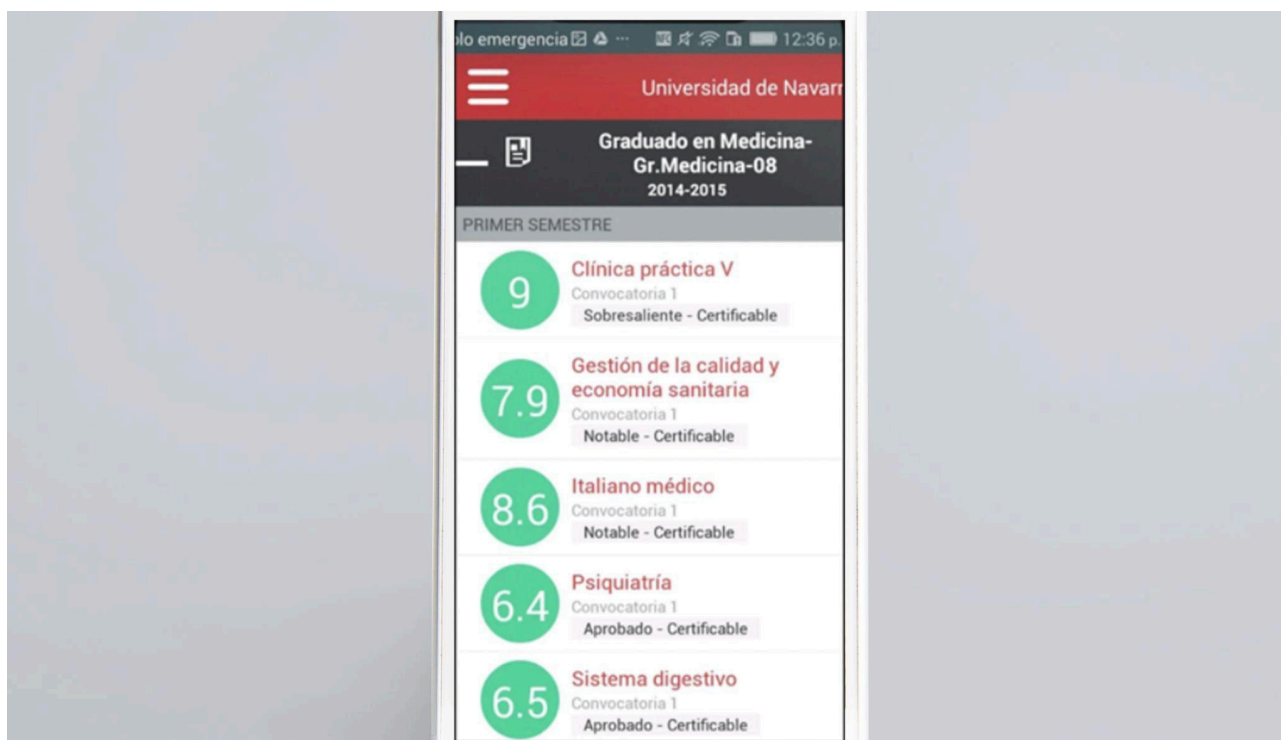 lo emergencia ... 12:36 p.
Universidad de Navarr
Graduado en Medicina-
Gr.Medicina-08
2014-2015
PRIMER SEMESTRE
9
Clínica práctica V
Convocatoria 1
Sobresaliente - Certificable
7.9
Gestión de la calidad y
economía sanitaria
Convocatoria 1
Notable - Certificable
8.6
Italiano médico
Convocatoria 1
Notable - Certificable
6.4
Psiquiatría
Convocatoria 1
Aprobado - Certificable
6.5
Sistema digestivo
Convocatoria 1
Aprobado - Certificable